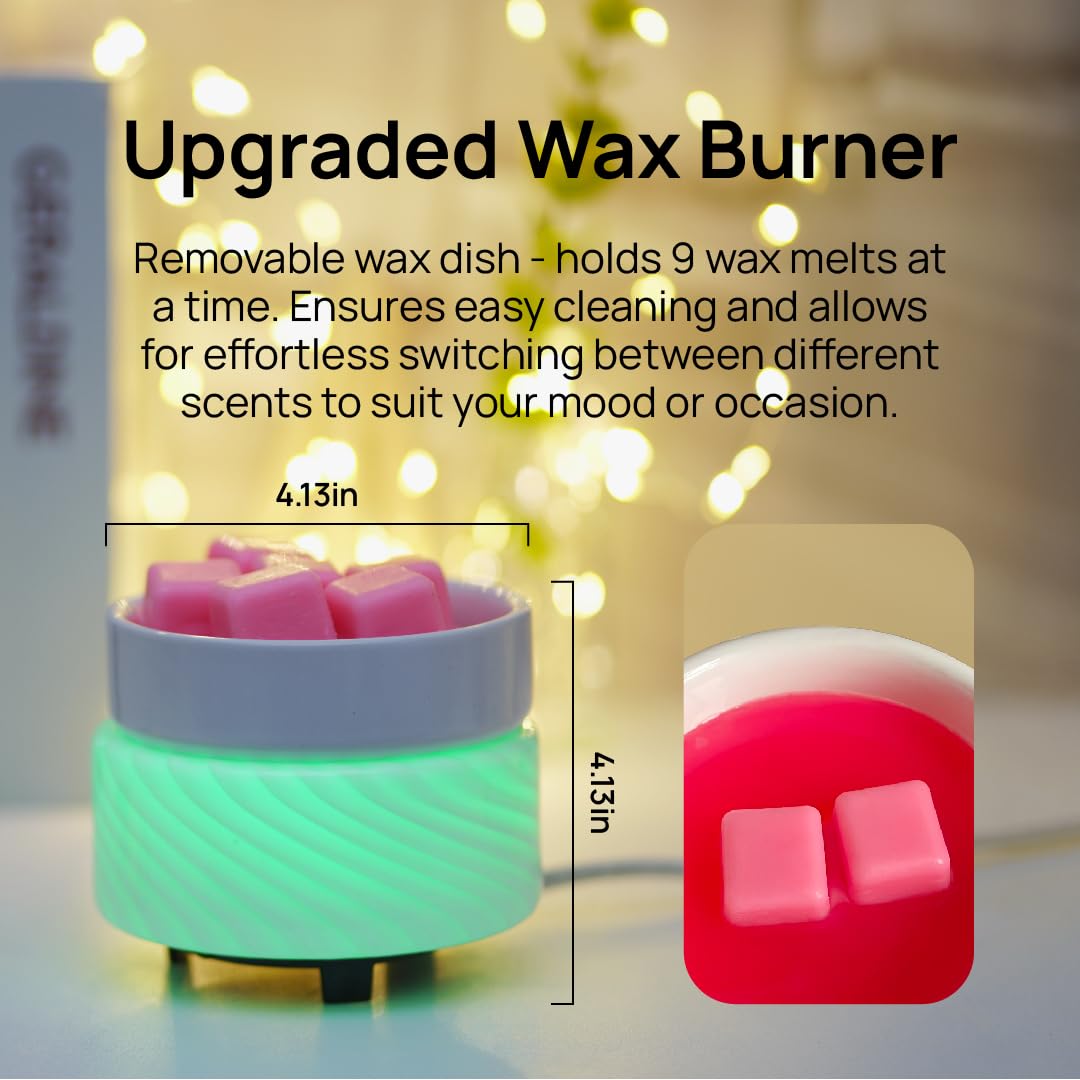 Upgraded Wax Burner
Removable wax dish - holds 9 wax melts at
a time. Ensures easy cleaning and allows
for effortless switching between different
scents to suit your mood or occasion.
4.13in
4.13in